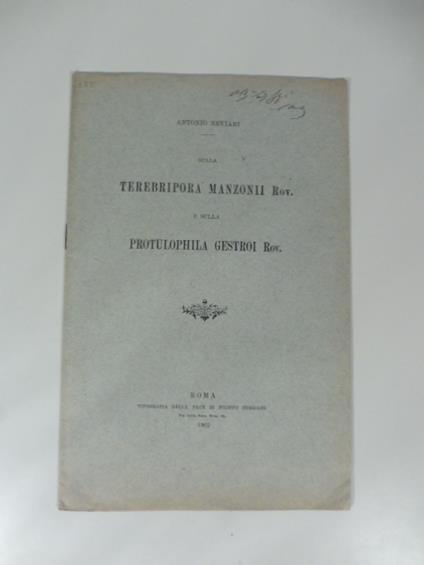 ANTONIO NEVIANI
SULLA
TEREBRIPORA MANZONII Rov.
E SULLA
PROTULOPHILA GESTROI Rov.
ROMA
TIPOGRAFIA DELLA PACE DI FILIPPO CUGGIANI
1902